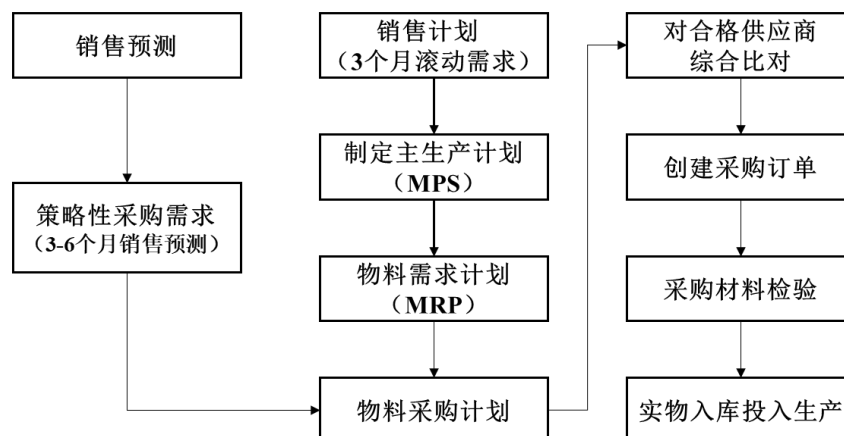 销售预测
策略性采购需求
（3-6个月销售预测）
销售计划
（3个月滚动需求）
制定主生产计划
（MPS）
物料需求计划
（MRP）
物料采购计划
对合格供应商
综合比对
创建采购订单
采购材料检验
实物入库投入生产